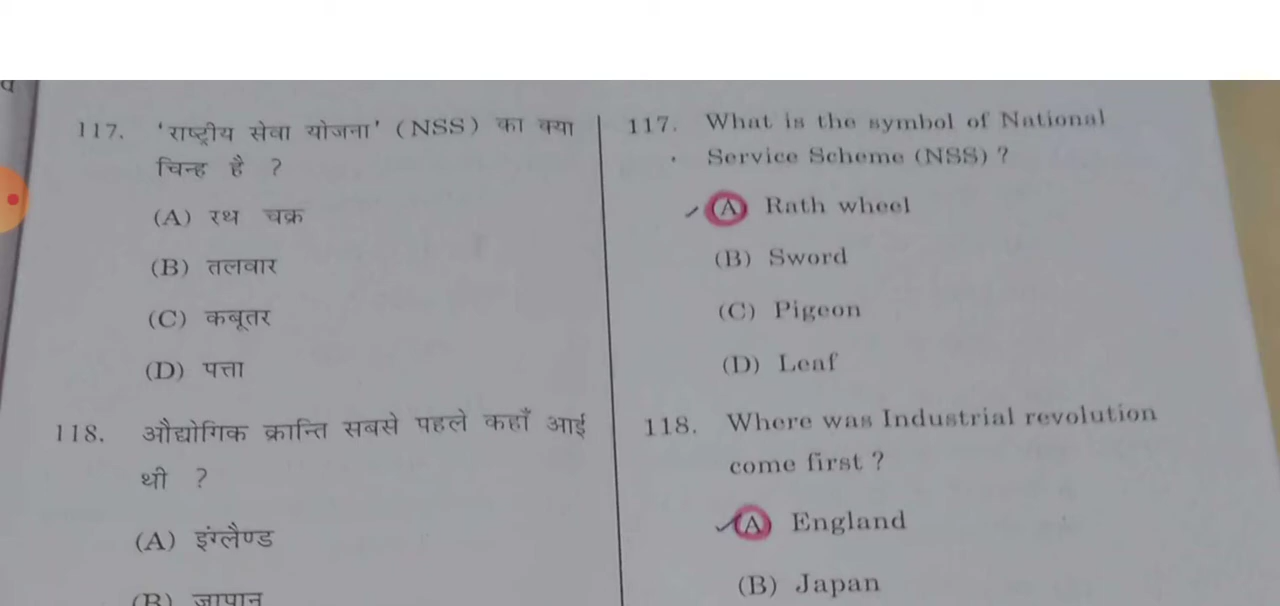 117. 'राष्ट्रीय सेवा योजना' (NSS) का क्या
चिन्ह है ?
(A) रथ चक्र
(B) तलवार
(C) कबूतर
(D) पत्ता
118. औद्योगिक क्रान्ति सबसे पहले कहाँ आई
थी ?
(A) इंग्लैण्ड
(B) जापान
117. What is the symbol of National
Service Scheme (NSS) ?
(A) Rath wheel
(B) Sword
(C) Pigeon
(D) Leaf
118. Where was Industrial revolution
come first ?
(A) England
(B) Japan